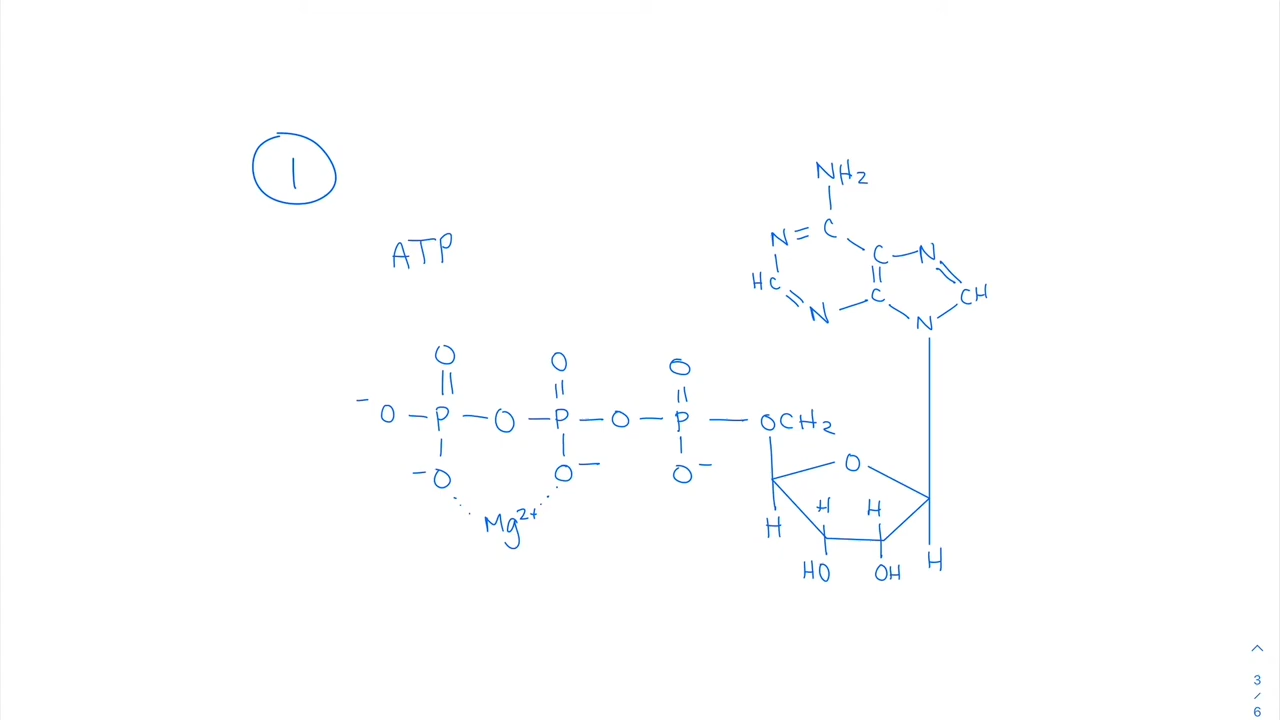 1
NH2
ATP
N = C
C - N
HC
N
C
CH
N
O
O
O
- O - P - O - P - O - P - OCH2
-O
O-
O-
O
Mg2+
H
H
H
HO
OH
H
3
/
6